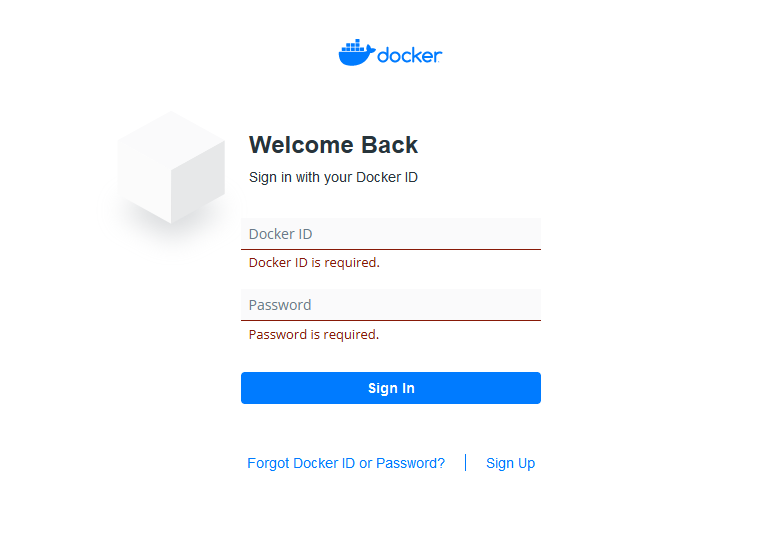 docker
Welcome Back
Sign in with your Docker ID
Docker ID
Docker ID is required.
Password
Password is required.
Sign In
Forgot Docker ID or Password?
Sign Up